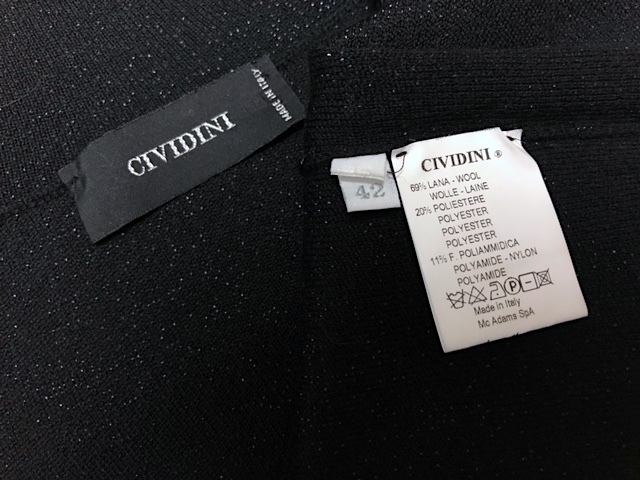 CIVIDINI
MADE IN ITALY
42
CIVIDINI ®
69% LANA - WOOL
WOLLE - LAINE
20% POLIESTERE
POLYESTER
POLYESTER
POLYESTER
11% F. POLIAMMIDICA
POLYAMIDE - NYLON
POLYAMIDE
P
Made in Italy
Mc Adams SpA